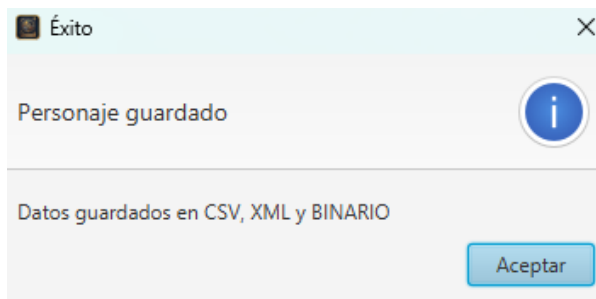 Éxito
Personaje guardado
Datos guardados en CSV, XML y BINARIO
Aceptar